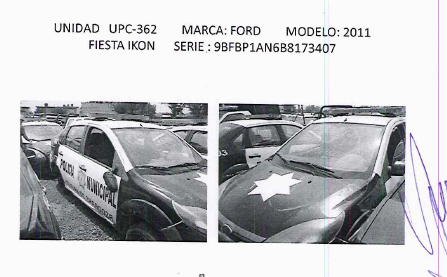 UNIDAD UPC-362 MARCA: FORD MODELO: 2011
FIESTA IKON SERIE : 9BFBP1AN6B8173407
POLICIA MUNICIPAL